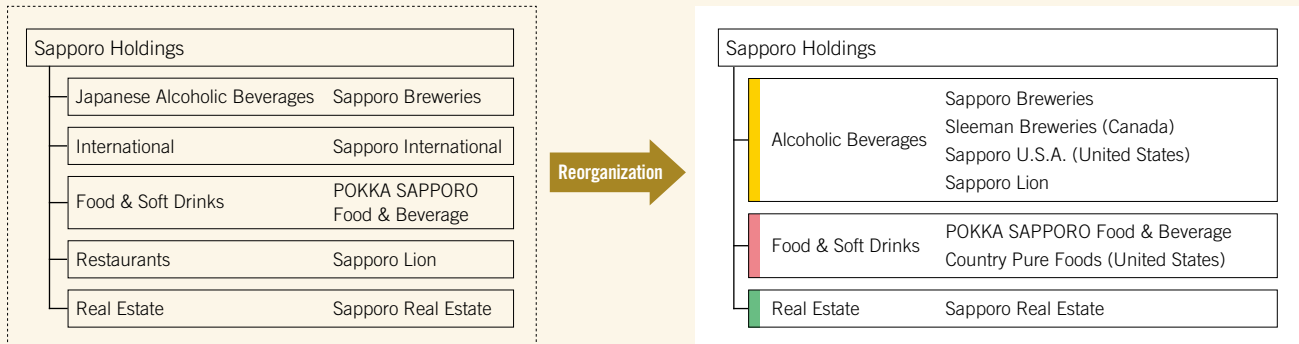 Sapporo Holdings
Japanese Alcoholic Beverages Sapporo Breweries
International Sapporo International
Food & Soft Drinks POKKA SAPPORO
Food & Beverage
Restaurants Sapporo Lion
Real Estate Sapporo Real Estate
Reorganization
Sapporo Holdings
Alcoholic Beverages
Sapporo Breweries
Sleeman Breweries (Canada)
Sapporo U.S.A. (United States)
Sapporo Lion
Food & Soft Drinks
POKKA SAPPORO Food & Beverage
Country Pure Foods (United States)
Real Estate Sapporo Real Estate